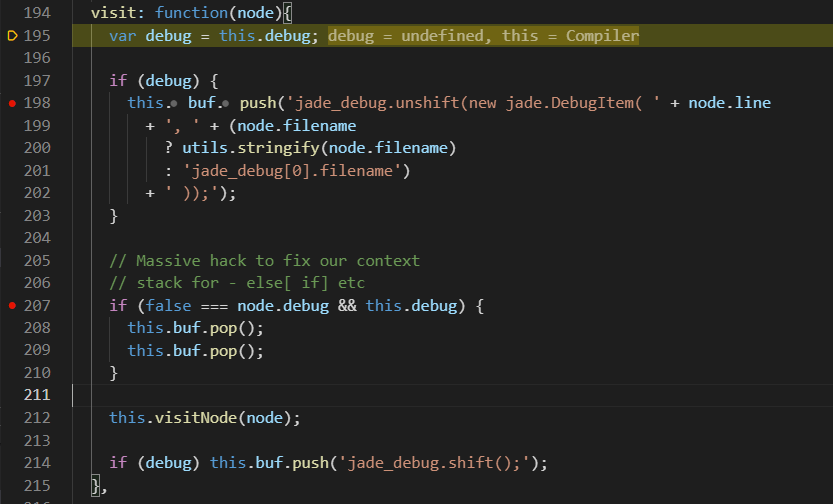 194 visit: function(node){
195 var debug = this.debug; debug = undefined, this = Compiler
196
197 if (debug) {
198 this. buf. push('jade_debug.unshift(new jade.DebugItem( ' + node.line
199 + ', ' + (node.filename
200 ? utils.stringify(node.filename)
201 : 'jade_debug[0].filename')
202 + ' ));');
203 }
204
205 // Massive hack to fix our context
206 // stack for - else[ if] etc
207 if (false === node.debug && this.debug) {
208 this.buf.pop();
209 this.buf.pop();
210 }
211
212 this.visitNode(node);
213
214 if (debug) this.buf.push('jade_debug.shift();');
215 },